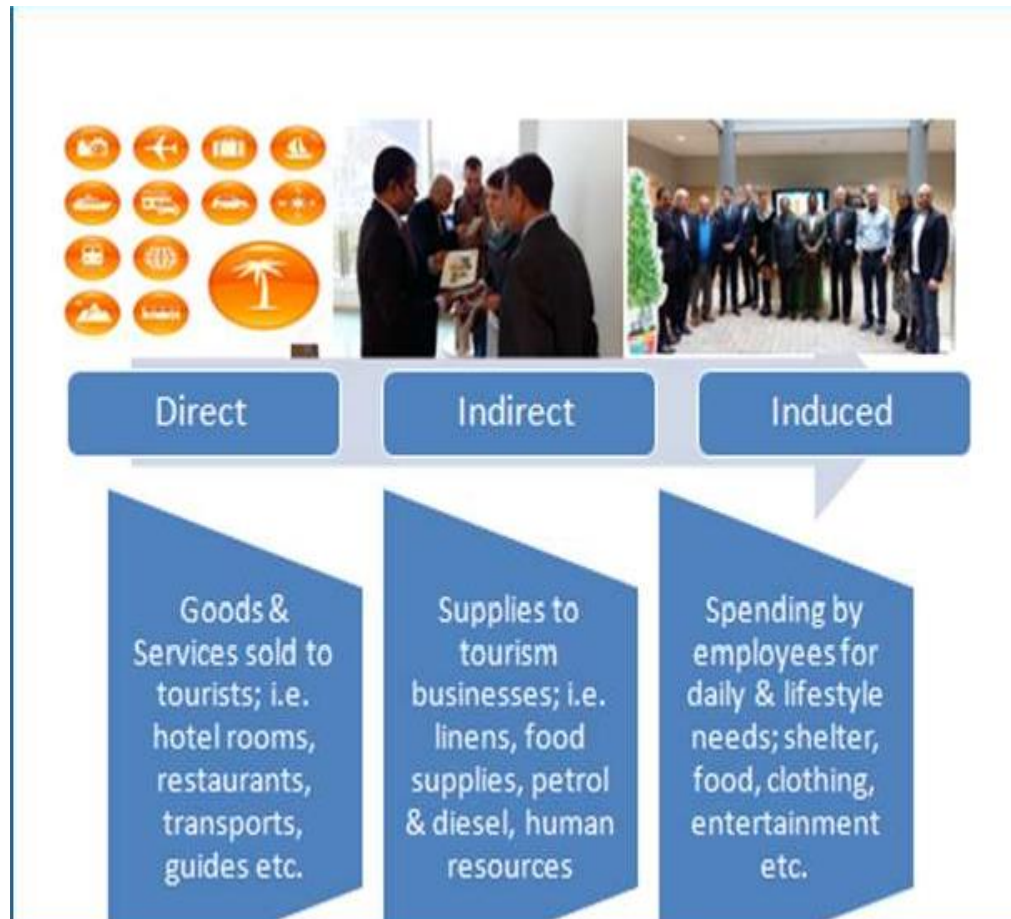 Direct
Indirect
Induced
Goods &
Services sold to
tourists; i.e.
hotel rooms,
restaurants,
transports,
guides etc.
Supplies to
tourism
businesses; i.e.
linens, food
supplies, petrol
& diesel, human
resources
Spending by
employees for
daily & lifestyle
needs; shelter,
food, clothing,
entertainment
etc.